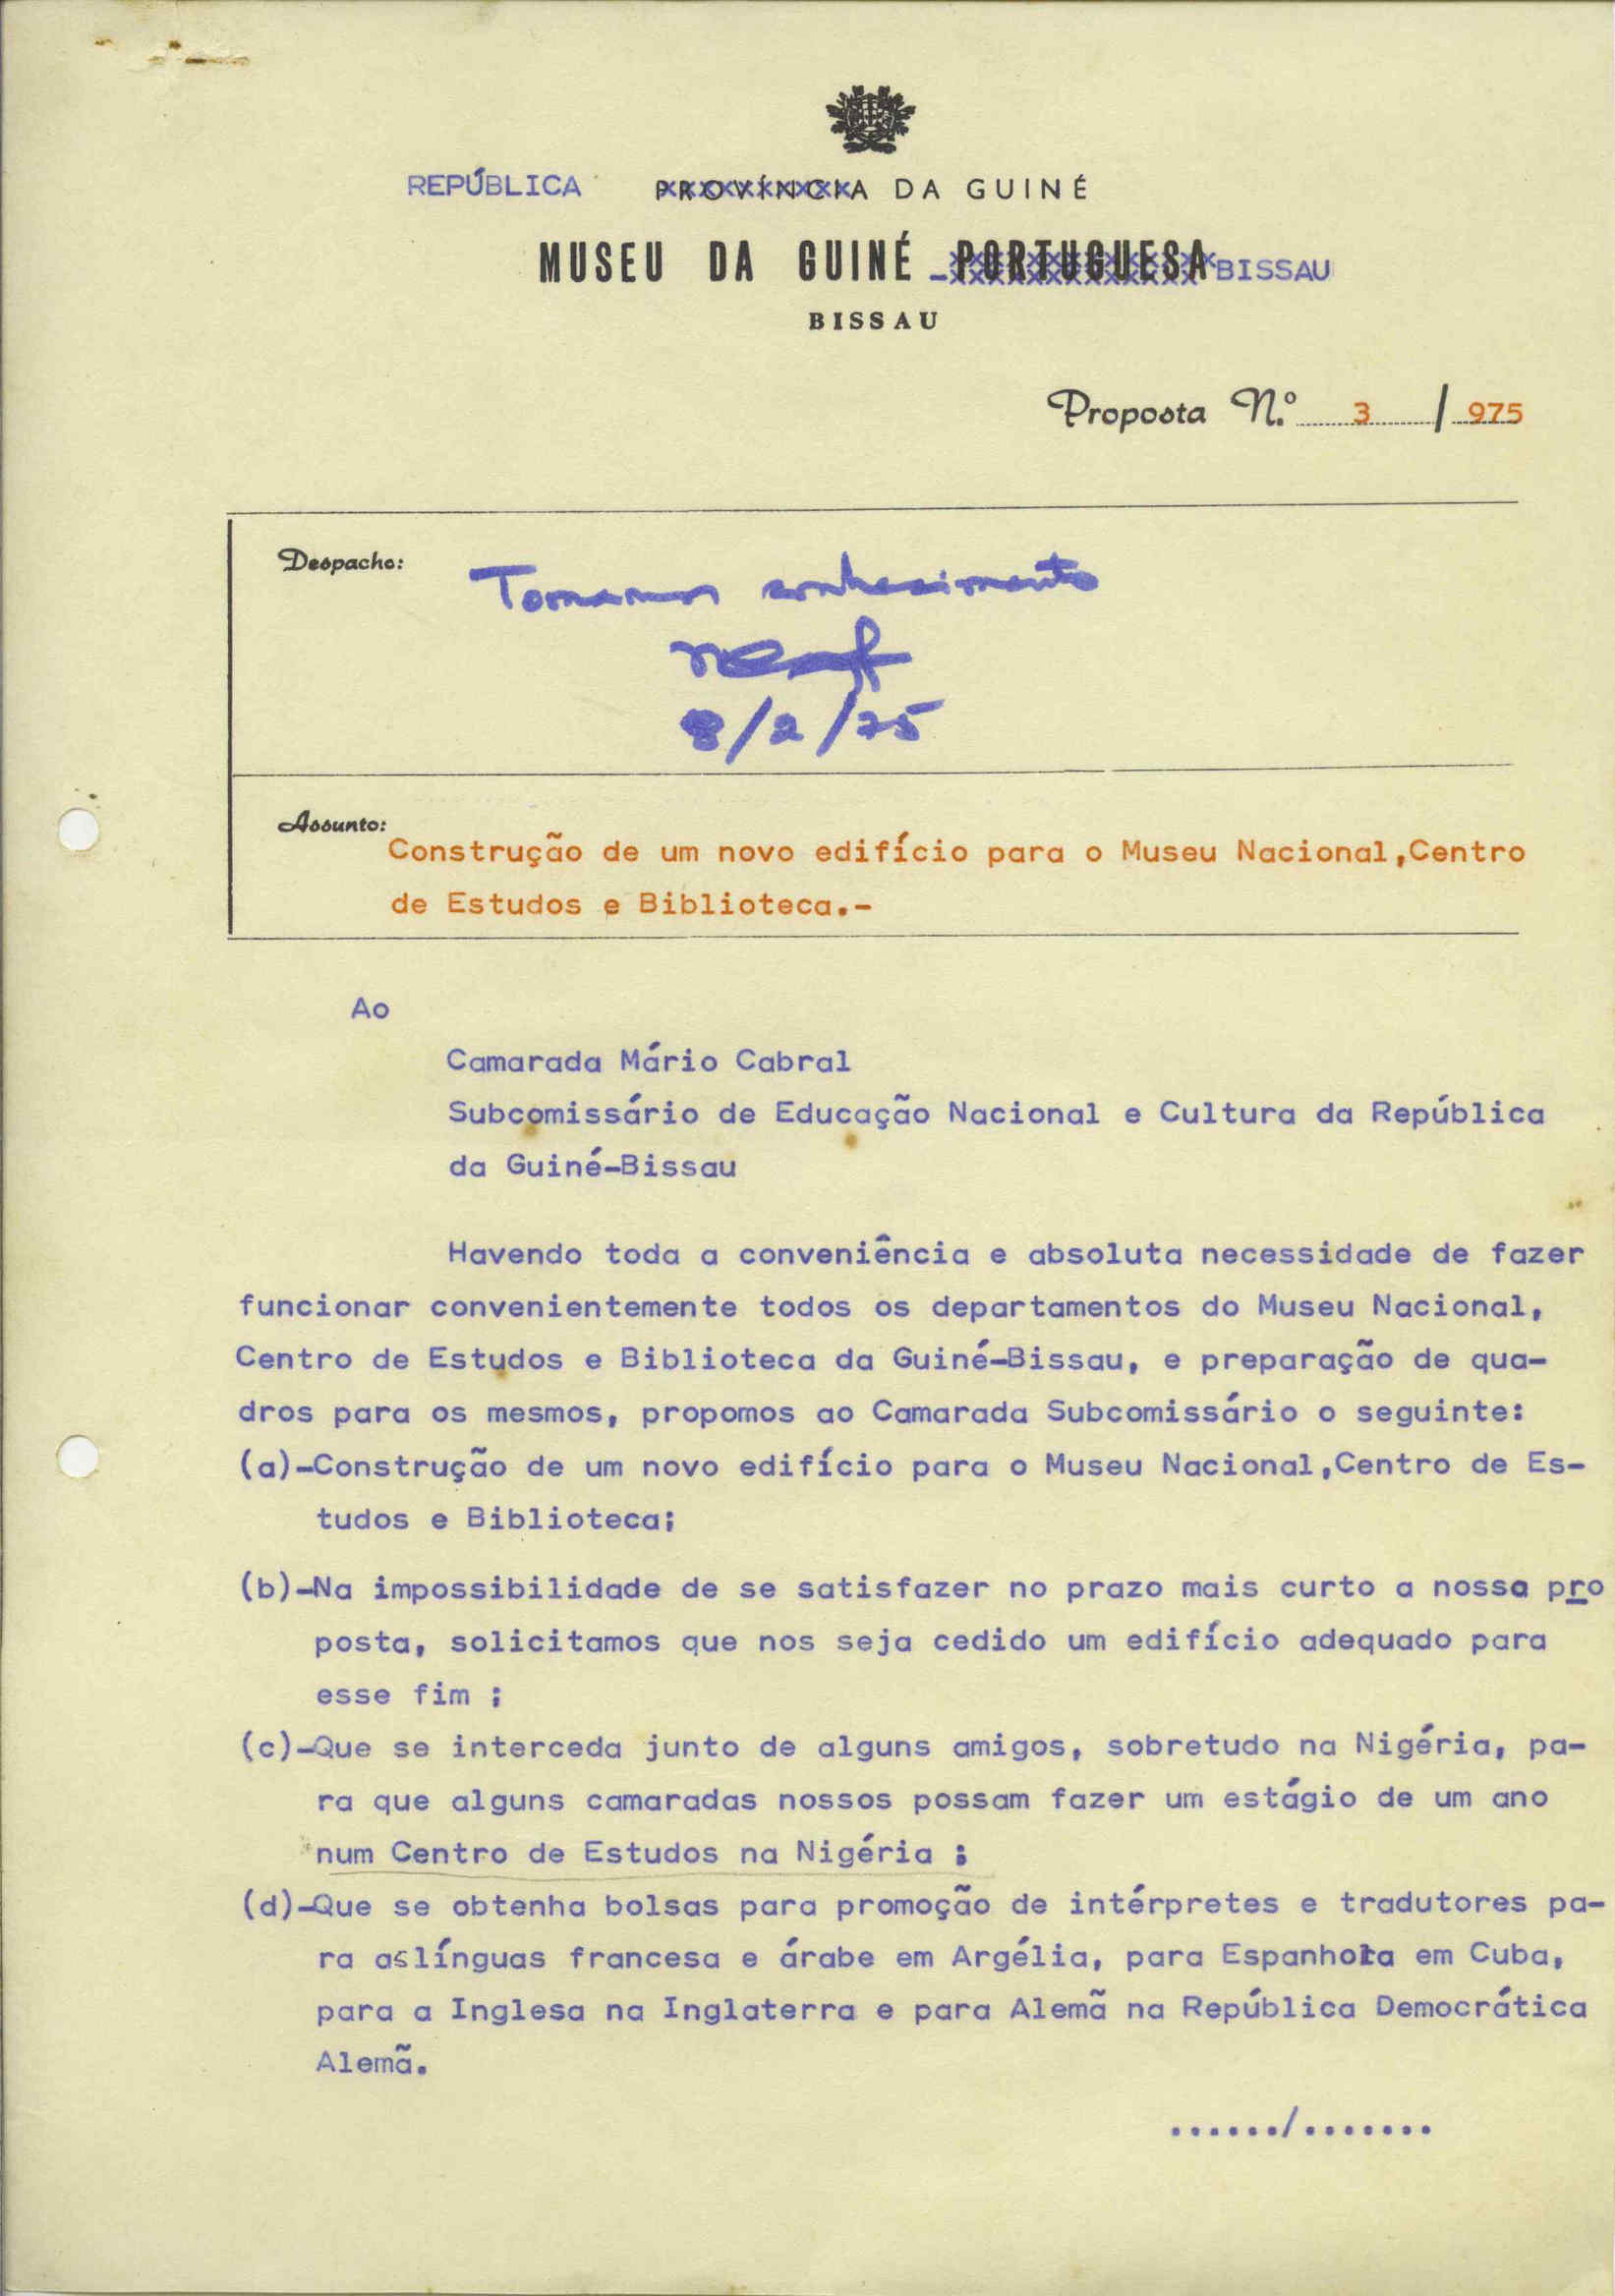 REPÚBLICA PROVÍNCIA DA GUINÉ
MUSEU DA GUINÉ - PORTUGUESA BISSAU
BISSAU
Proposta N.º 3 / 975
Despacho:
Tomamos conhecimento
8/2/75
Assunto:
Construção de um novo edifício para o Museu Nacional,Centro
de Estudos e Biblioteca.-
Ao
Camarada Mário Cabral
Subcomissário de Educação Nacional e Cultura da República
da Guiné-Bissau
Havendo toda a conveniência e absoluta necessidade de fazer
funcionar convenientemente todos os departamentos do Museu Nacional,
Centro de Estudos e Biblioteca da Guiné-Bissau, e preparação de qua-
dros para os mesmos, propomos ao Camarada Subcomissário o seguinte:
(a)-Construção de um novo edifício para o Museu Nacional,Centro de Es-
tudos e Biblioteca;
(b)-Na impossibilidade de se satisfazer no prazo mais curto a nossa pro
posta, solicitamos que nos seja cedido um edifício adequado para
esse fim ;
(c)-Que se interceda junto de alguns amigos, sobretudo na Nigéria, pa-
ra que alguns camaradas nossos possam fazer um estágio de um ano
num Centro de Estudos na Nigéria ;
(d)-Que se obtenha bolsas para promoção de intérpretes e tradutores pa-
ra as línguas francesa e árabe em Argélia, para Espanhola em Cuba,
para a Inglesa na Inglaterra e para Alemã na República Democrática
Alemã.
....../.......